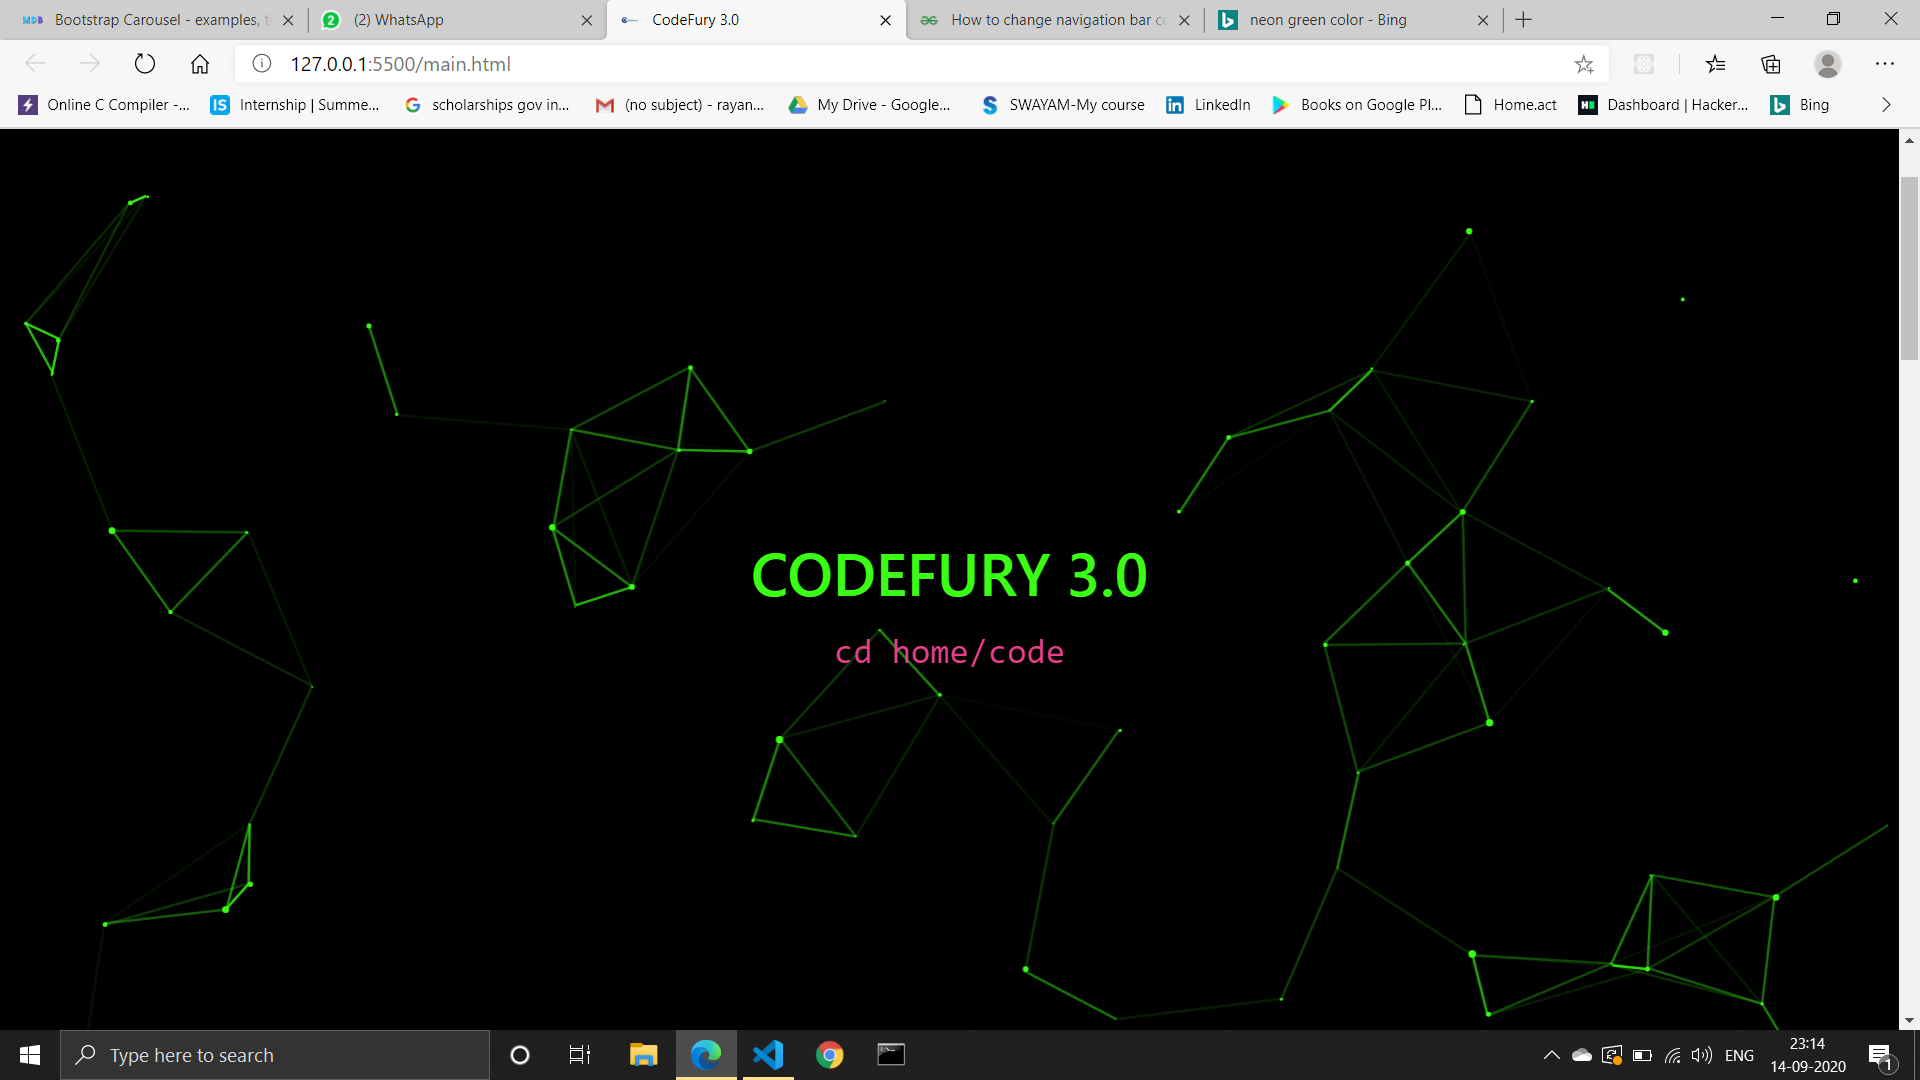 Bootstrap Carousel - examples, t
(2) WhatsApp
CodeFury 3.0
How to change navigation bar co
neon green color - Bing
127.0.0.1:5500/main.html
Online C Compiler -...
Internship | Summe...
scholarships gov in...
(no subject) - rayan...
My Drive - Google...
SWAYAM-My course
LinkedIn
Books on Google Pl...
Home.act
Dashboard | Hacker...
Bing
CODEFURY 3.0
cd home/code
Type here to search
ENG
23:14
14-09-2020
1